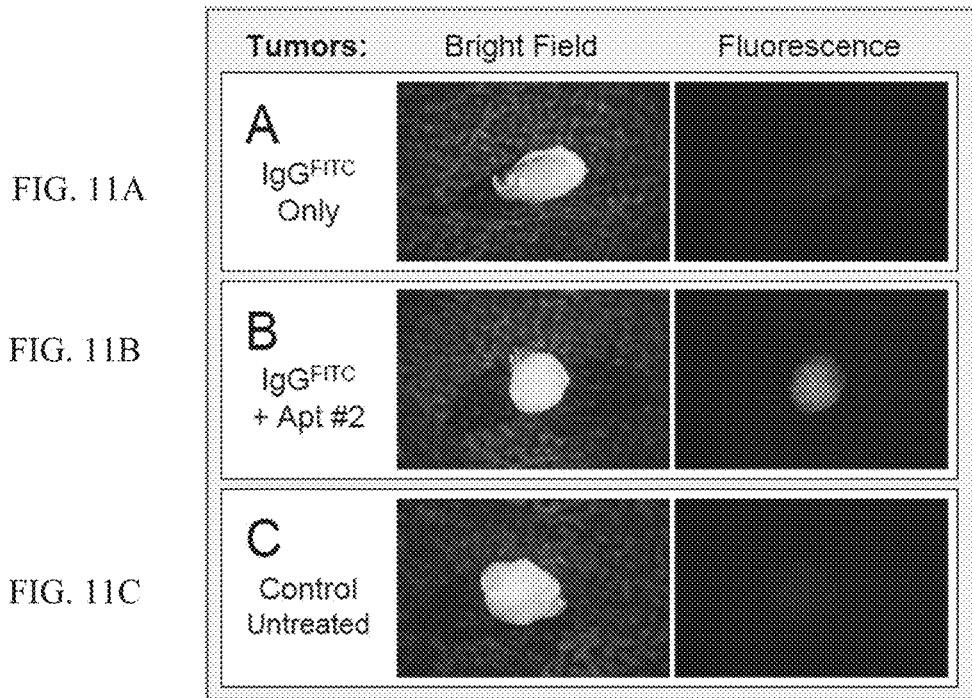 Tumors: Bright Field Fluorescence
FIG. 11A
A
IgGFITC
Only
FIG. 11B
B
IgGFITC
+ Apt #2
FIG. 11C
C
Control
Untreated